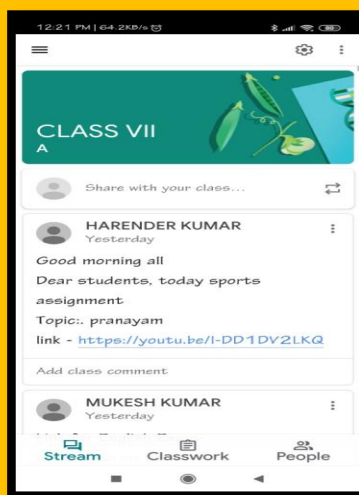 12:21 PM | 64.2KB/s
CLASS VII
A
Share with your class...
HARENDER KUMAR
Yesterday
Good morning all
Dear students, today sports
assignment
Topic:. pranayam
link - https://youtu.be/I-DD1DV2LKQ
Add class comment
MUKESH KUMAR
Yesterday
Stream Classwork People